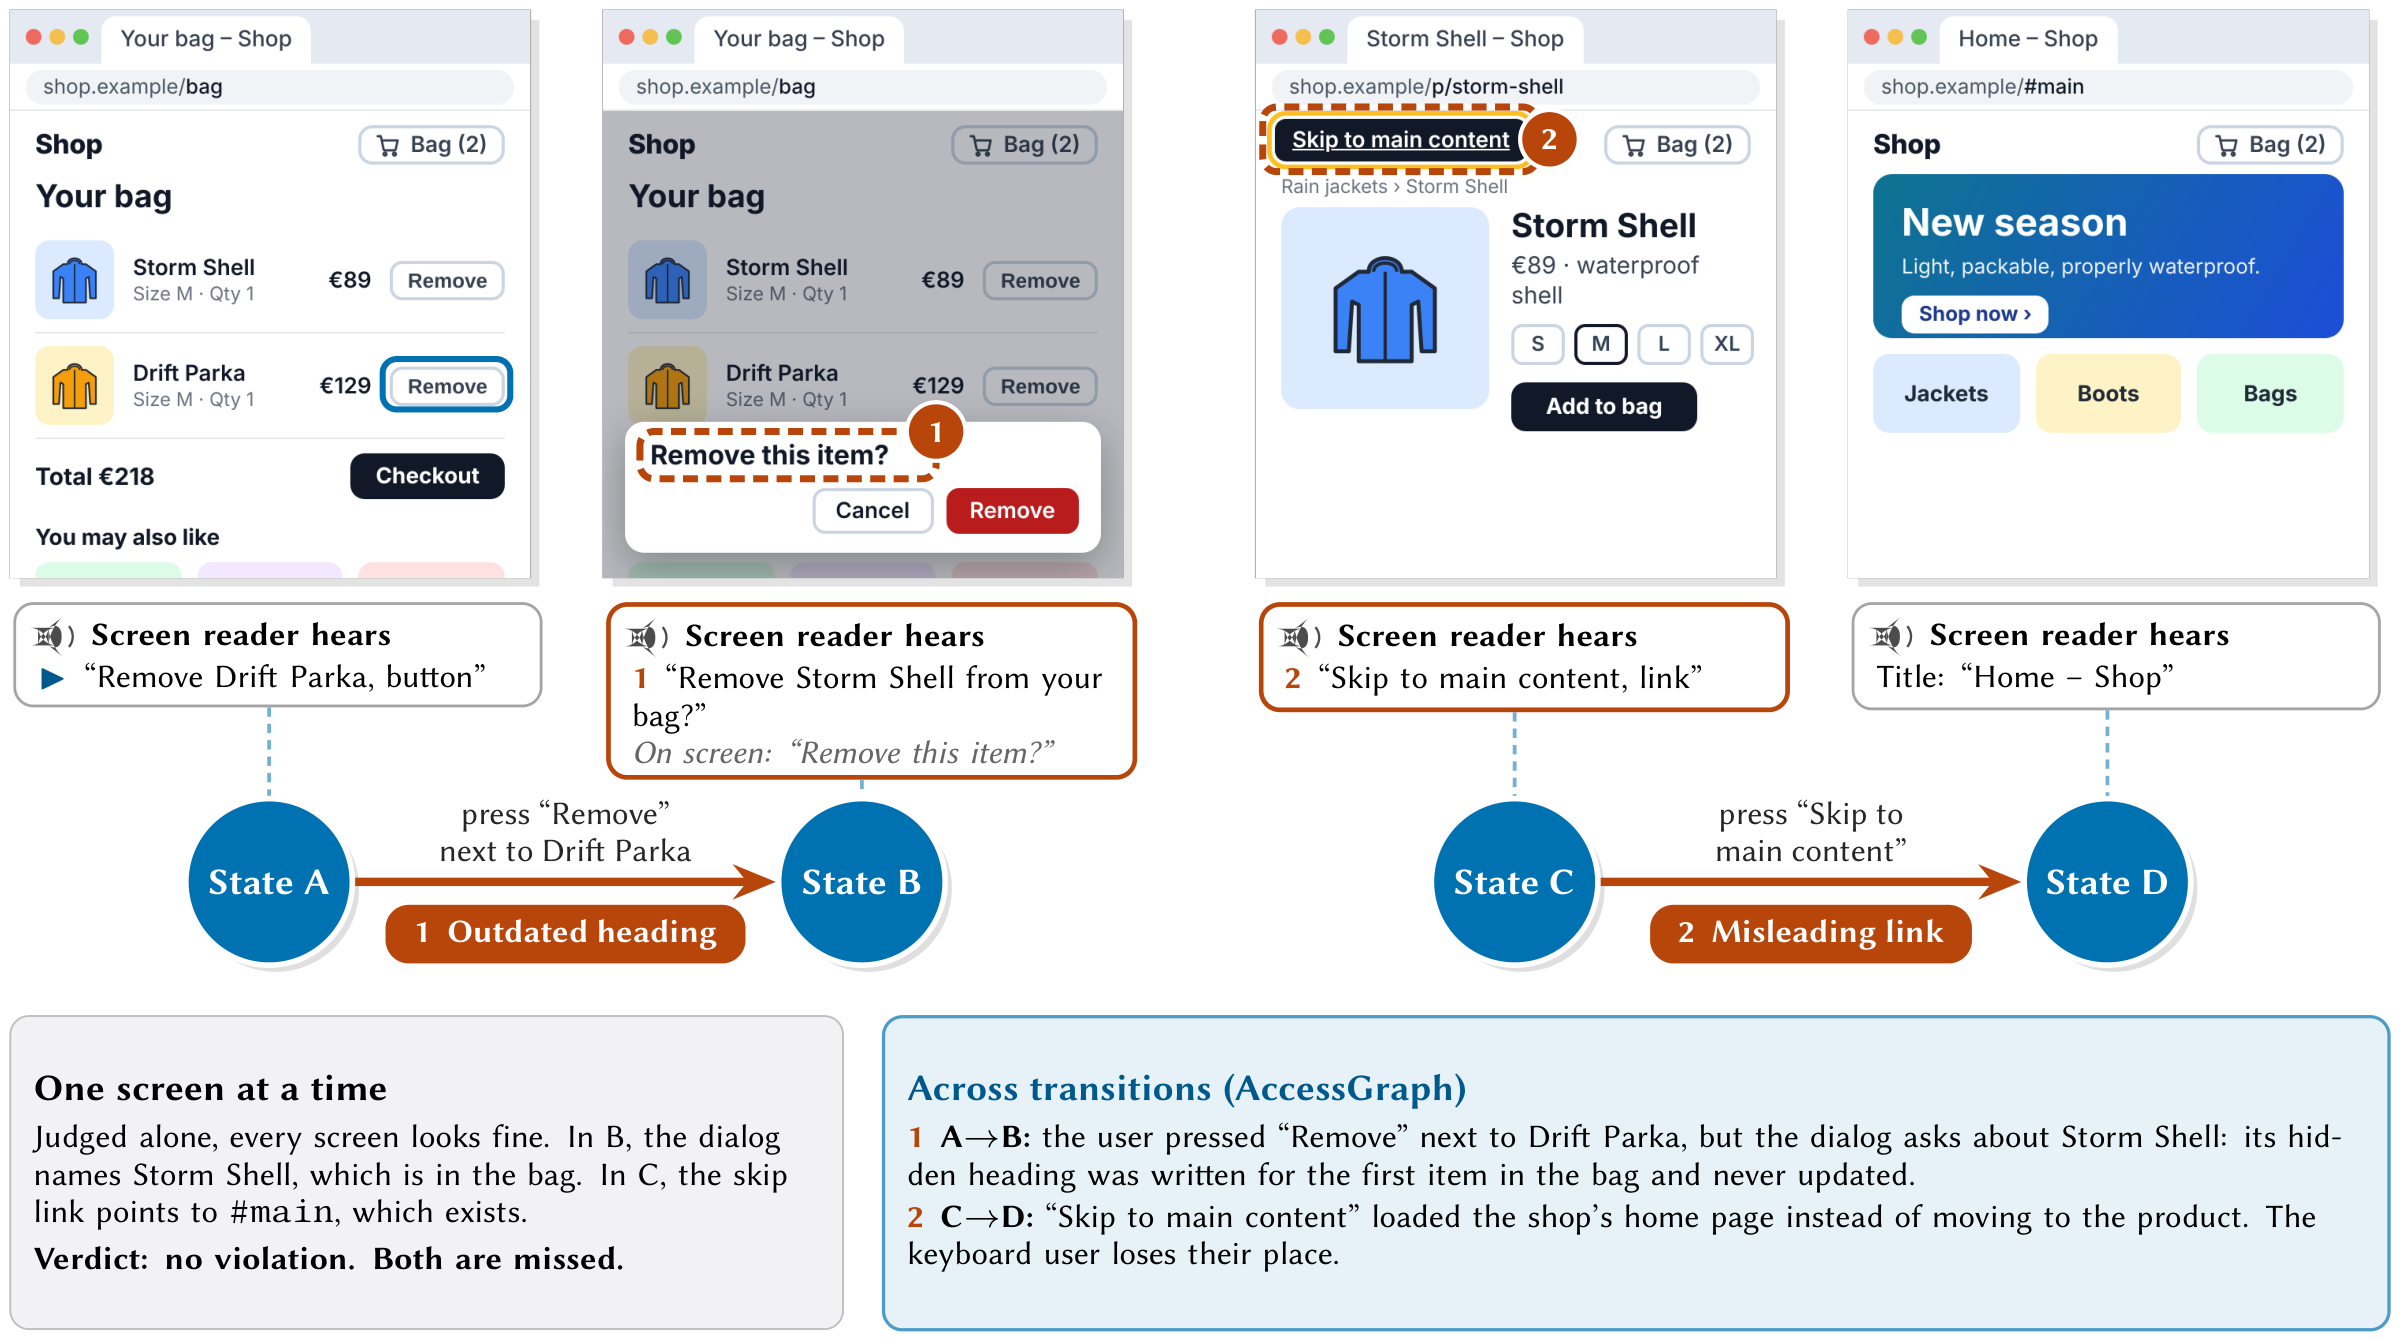 Your bag – Shop
shop.example/bag
Shop
Bag (2)
Your bag
Storm Shell
Size M · Qty 1
€89
Remove
Drift Parka
Size M · Qty 1
€129
Remove
Total €218
Checkout
You may also like
Your bag – Shop
shop.example/bag
Shop
Bag (2)
Your bag
Storm Shell
Size M · Qty 1
€89
Remove
Drift Parka
Size M · Qty 1
€129
Remove
1
Remove this item?
Cancel
Remove
Storm Shell – Shop
shop.example/p/storm-shell
Skip to main content
2
Bag (2)
Rain jackets › Storm Shell
Storm Shell
€89 · waterproof
shell
S
M
L
XL
Add to bag
Home – Shop
shop.example/#main
Shop
Bag (2)
New season
Light, packable, properly waterproof.
Shop now ›
Jackets
Boots
Bags
Screen reader hears
“Remove Drift Parka, button”
Screen reader hears
1 “Remove Storm Shell from your
bag?”
On screen: “Remove this item?”
Screen reader hears
2 “Skip to main content, link”
Screen reader hears
Title: “Home – Shop”
State A
press “Remove”
next to Drift Parka
1 Outdated heading
State B
State C
press “Skip to
main content”
2 Misleading link
State D
One screen at a time
Judged alone, every screen looks fine. In B, the dialog
names Storm Shell, which is in the bag. In C, the skip
link points to #main, which exists.
Verdict: no violation. Both are missed.
Across transitions (AccessGraph)
1 A→B: the user pressed “Remove” next to Drift Parka, but the dialog asks about Storm Shell: its hid-
den heading was written for the first item in the bag and never updated.
2 C→D: “Skip to main content” loaded the shop’s home page instead of moving to the product. The
keyboard user loses their place.